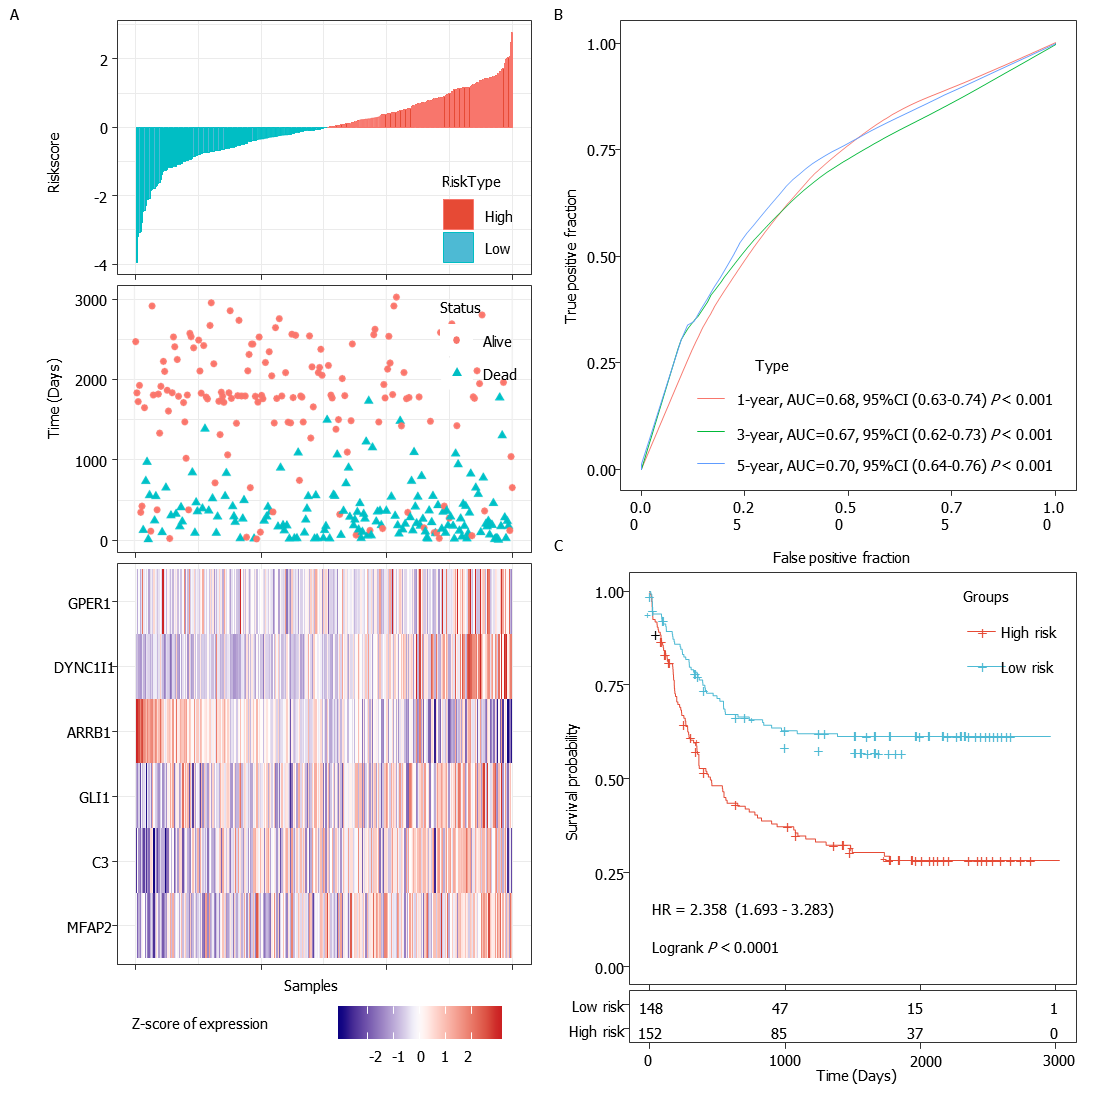 A
Riskscore
2
0
-2
-4
RiskType
High
Low
Time (Days)
3000
2000
1000
0
Status
Alive
Dead
GPER1
DYNC1I1
ARRB1
GLI1
C3
MFAP2
Samples
Z-score of expression
-2 -1 0 1 2
B
True positive fraction
1.00
0.75
0.50
0.25
0.00
Type
1-year, AUC=0.68, 95%CI (0.63-0.74) P < 0.001
3-year, AUC=0.67, 95%CI (0.62-0.73) P < 0.001
5-year, AUC=0.70, 95%CI (0.64-0.76) P < 0.001
0.0 0.2 0.5 0.7 1.0
0 5 0 5 0
False positive fraction
C
Survival probability
1.00
0.75
0.50
0.25
0.00
Groups
High risk
Low risk
HR = 2.358 (1.693 - 3.283)
Logrank P < 0.0001
Low risk 148 47 15 1
High risk 152 85 37 0
0 1000 2000 3000
Time (Days)